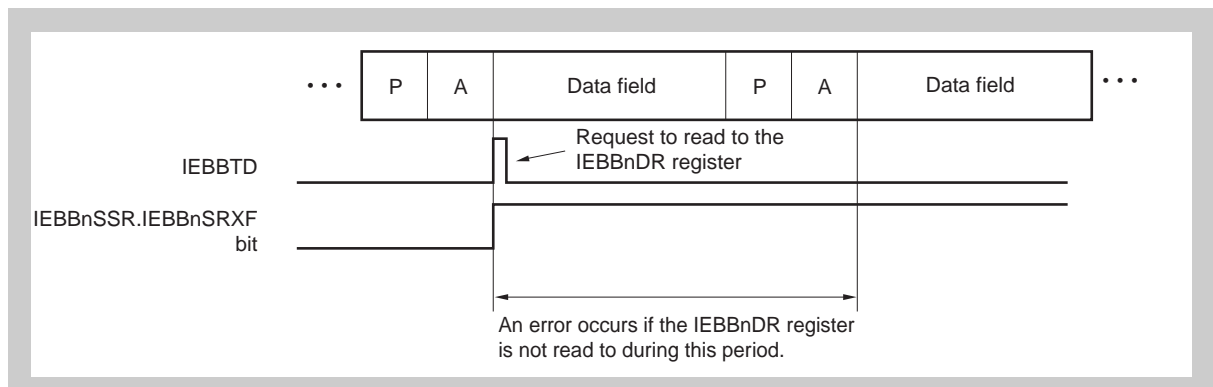 • • • P A Data field P A Data field • • •
Request to read to the
IEBBnDR register
IEBBTD
IEBBnSSR.IEBBnSRXF
bit
An error occurs if the IEBBnDR register
is not read to during this period.